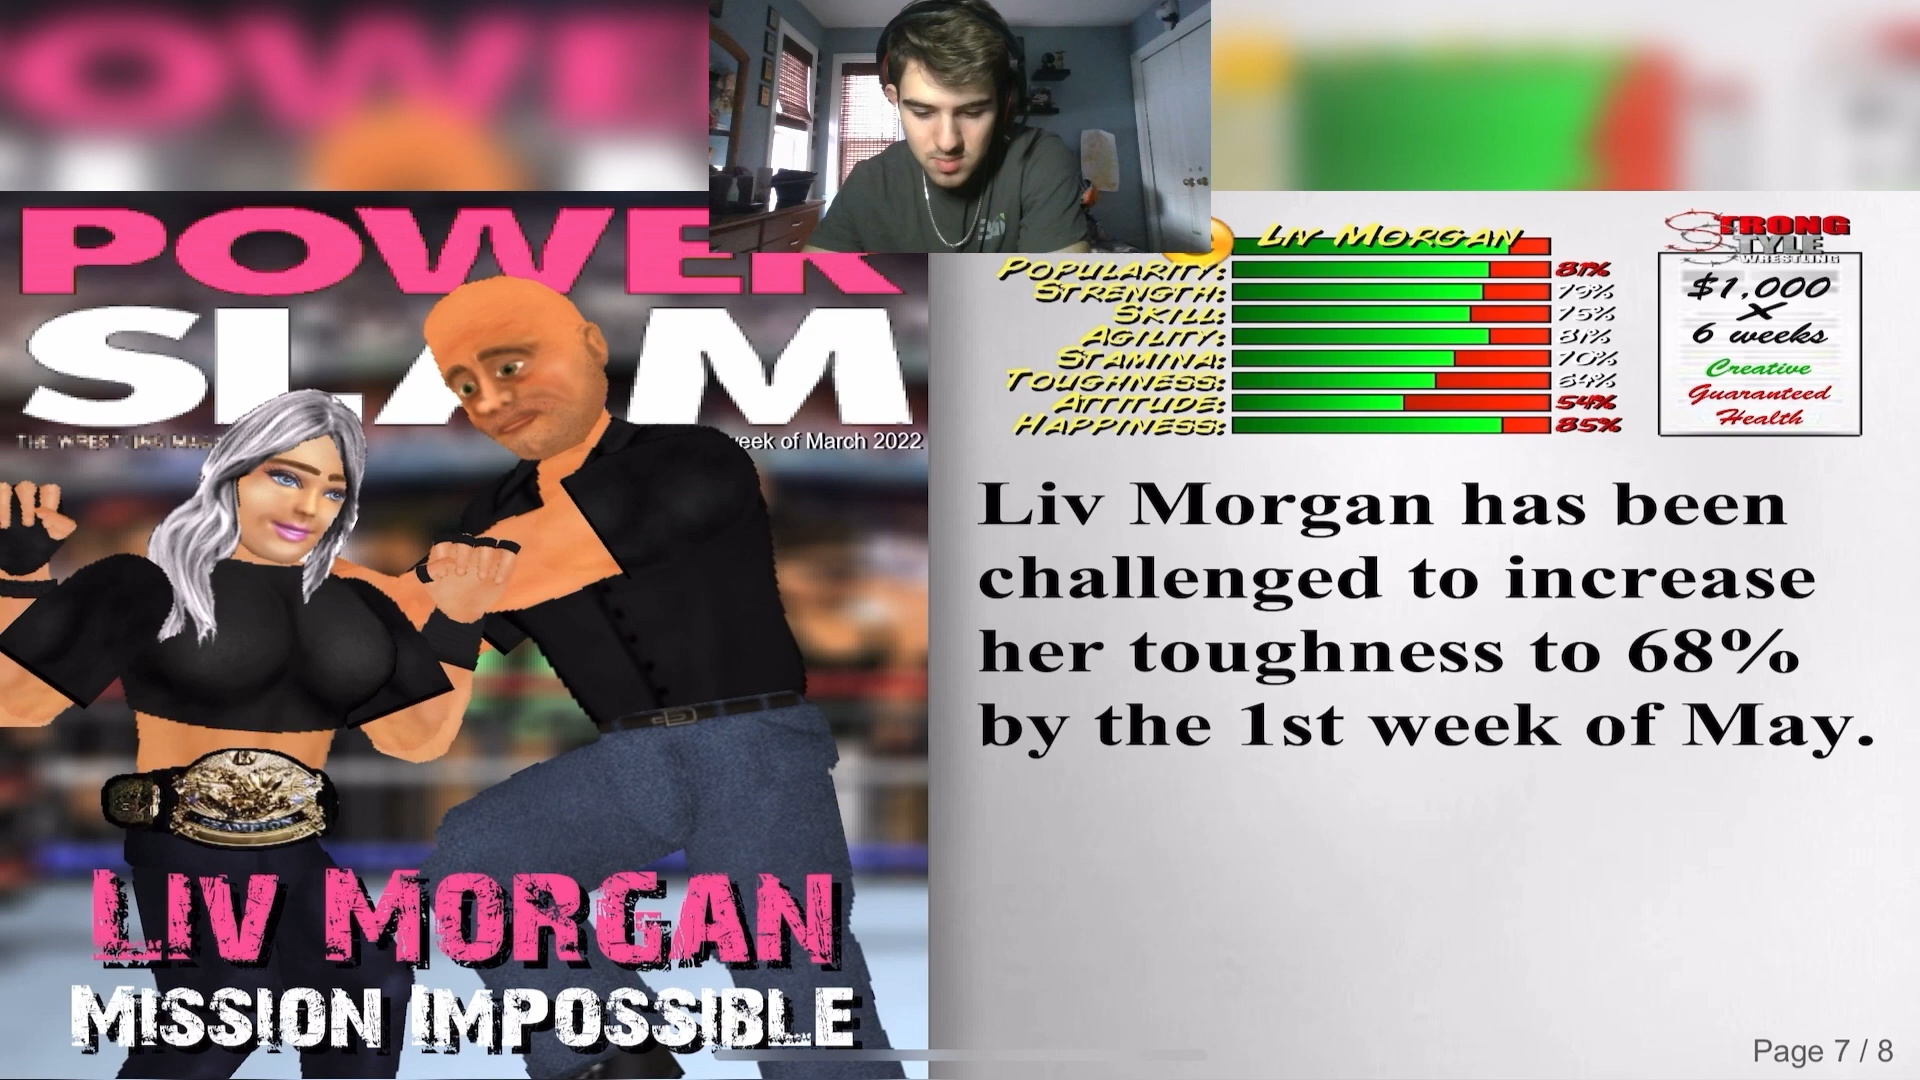 POWER
SLAM
week of March 2022
LIV MORGAN
MISSION IMPOSSIBLE
LIV MORGAN
POPULARITY: 81%
STRENGTH: 79%
SKILL: 75%
AGILITY: 81%
STAMINA: 70%
TOUGHNESS: 64%
ATTITUDE: 54%
HAPPINESS: 85%
STRONG
STYLE
WRESTLING
$1,000
X
6 weeks
Creative
Guaranteed
Health
Liv Morgan has been
challenged to increase
her toughness to 68%
by the 1st week of May.
Page 7 / 8